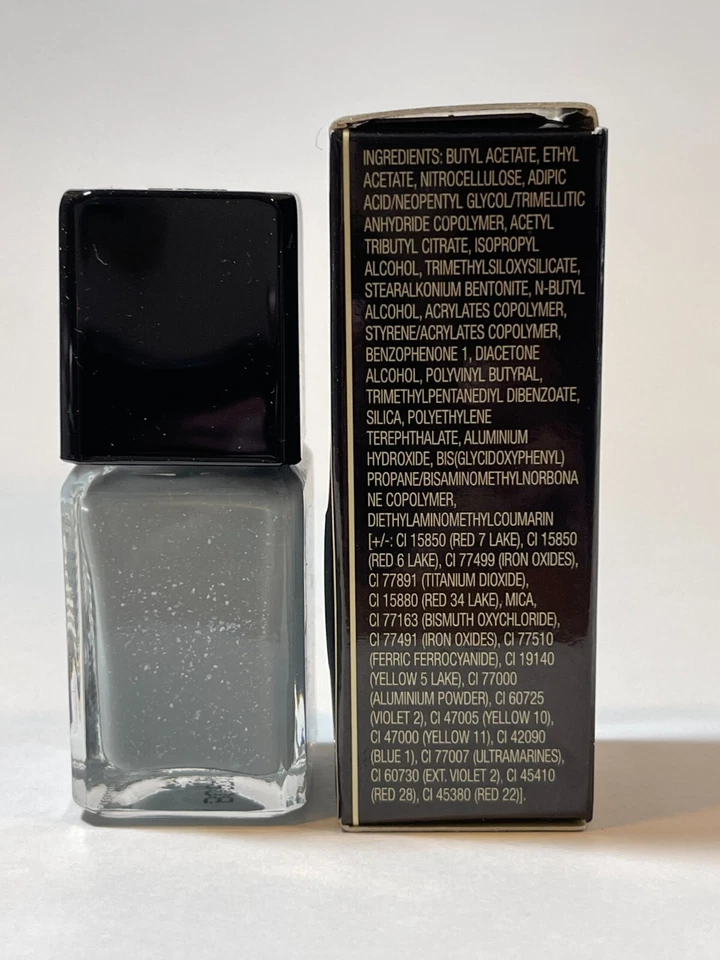 INGREDIENTS: BUTYL ACETATE, ETHYL
ACETATE, NITROCELLULOSE, ADIPIC
ACID/NEOPENTYL GLYCOL/TRIMELLITIC
ANHYDRIDE COPOLYMER, ACETYL
TRIBUTYL CITRATE, ISOPROPYL
ALCOHOL, TRIMETHYLSILOXYSILICATE,
STEARALKONIUM BENTONITE, N-BUTYL
ALCOHOL, ACRYLATES COPOLYMER,
STYRENE/ACRYLATES COPOLYMER,
BENZOPHENONE 1, DIACETONE
ALCOHOL, POLYVINYL BUTYRAL,
TRIMETHYLPENTANEDIYL DIBENZOATE,
SILICA, POLYETHYLENE
TEREPHTHALATE, ALUMINIUM
HYDROXIDE, BIS(GLYCIDOXYPHENYL)
PROPANE/BISAMINOMETHYLNORBONA
NE COPOLYMER,
DIETHYLAMINOMETHYLCOUMARIN
[+/-: CI 15850 (RED 7 LAKE), CI 15850
(RED 6 LAKE), CI 77499 (IRON OXIDES),
CI 77891 (TITANIUM DIOXIDE),
CI 15880 (RED 34 LAKE), MICA,
CI 77163 (BISMUTH OXYCHLORIDE),
CI 77491 (IRON OXIDES), CI 77510
(FERRIC FERROCYANIDE), CI 19140
(YELLOW 5 LAKE), CI 77000
(ALUMINIUM POWDER), CI 60725
(VIOLET 2), CI 47005 (YELLOW 10),
CI 47000 (YELLOW 11), CI 42090
(BLUE 1), CI 77007 (ULTRAMARINES),
CI 60730 (EXT. VIOLET 2), CI 45410
(RED 28), CI 45380 (RED 22)].